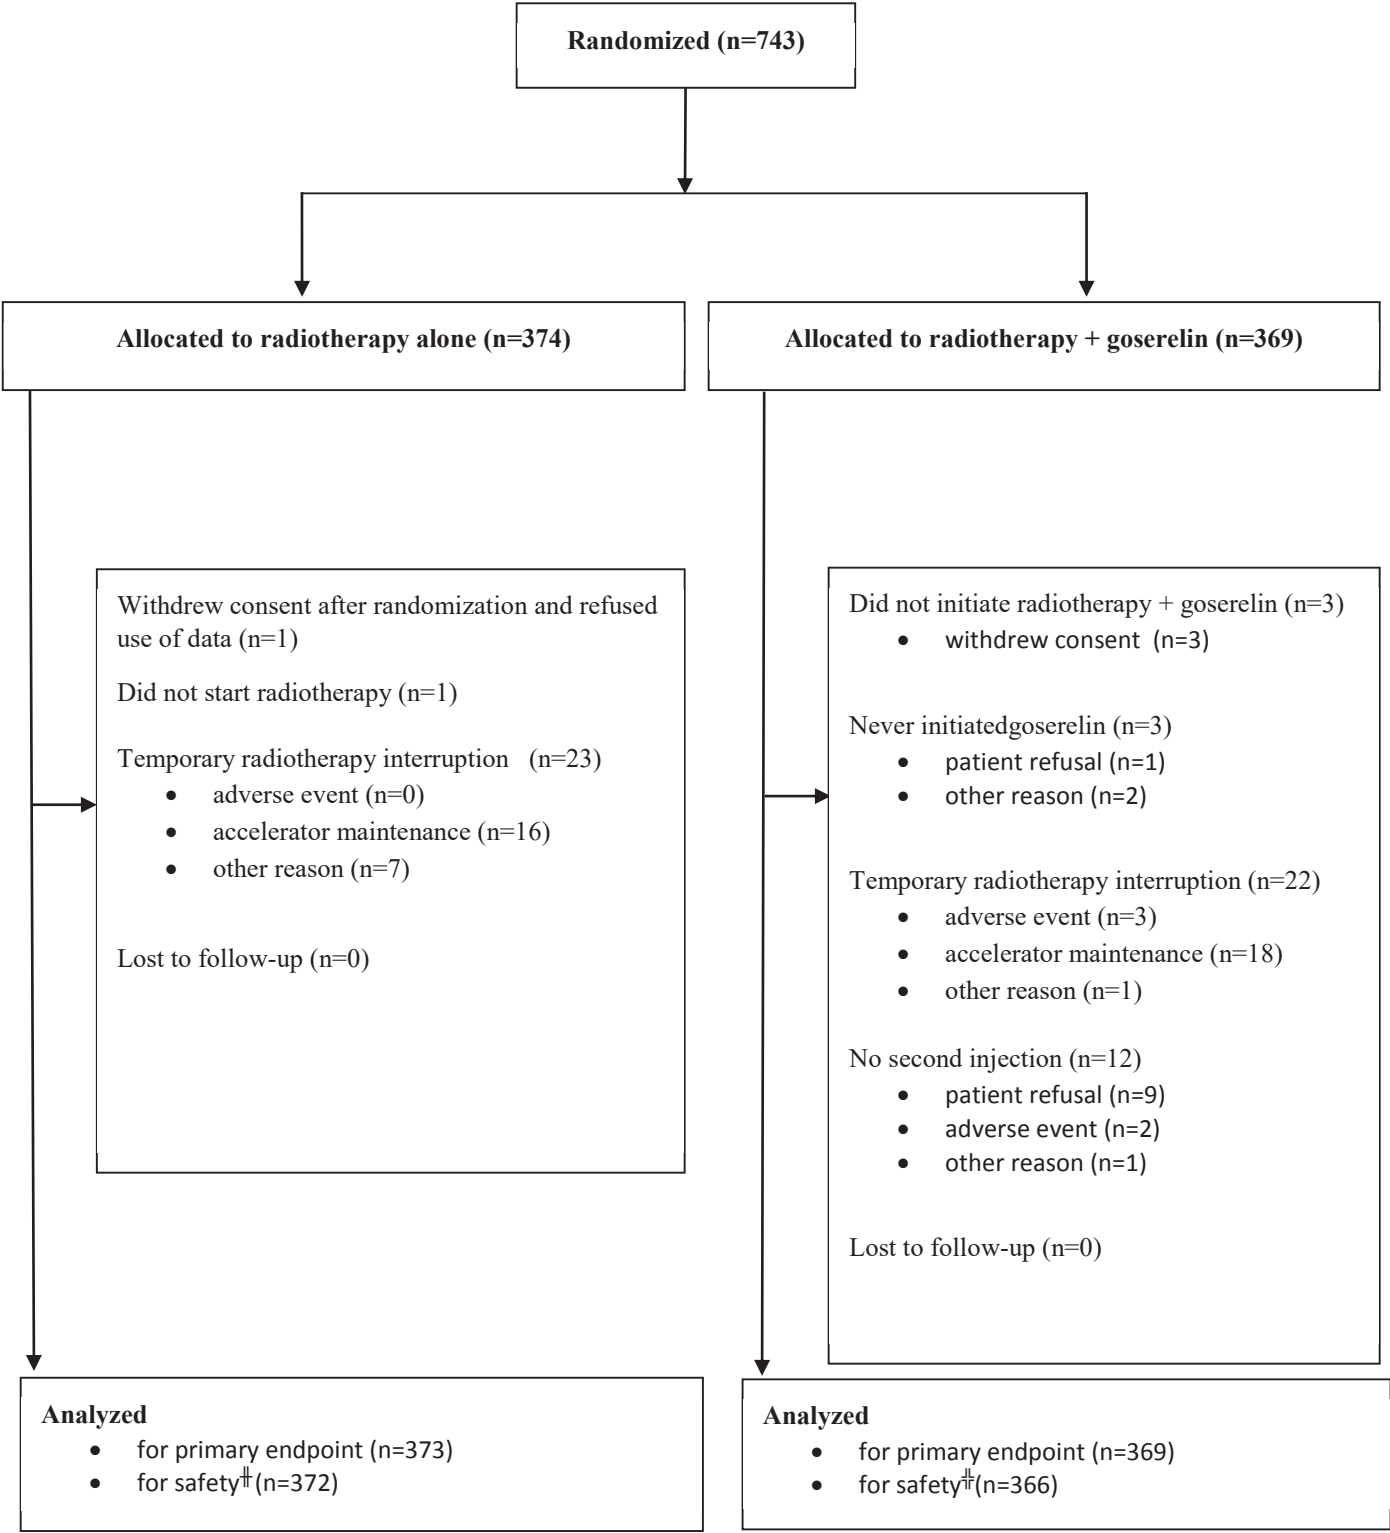 Randomized (n=743)
Allocated to radiotherapy alone (n=374)
Allocated to radiotherapy + goserelin (n=369)
Withdrew consent after randomization and refused
use of data (n=1)
Did not start radiotherapy (n=1)
Temporary radiotherapy interruption (n=23)
• adverse event (n=0)
• accelerator maintenance (n=16)
• other reason (n=7)
Lost to follow-up (n=0)
Did not initiate radiotherapy + goserelin (n=3)
• withdrew consent (n=3)
Never initiatedgoserelin (n=3)
• patient refusal (n=1)
• other reason (n=2)
Temporary radiotherapy interruption (n=22)
• adverse event (n=3)
• accelerator maintenance (n=18)
• other reason (n=1)
No second injection (n=12)
• patient refusal (n=9)
• adverse event (n=2)
• other reason (n=1)
Lost to follow-up (n=0)
Analyzed
• for primary endpoint (n=373)
• for safety╫ (n=372)
Analyzed
• for primary endpoint (n=369)
• for safety╬(n=366)